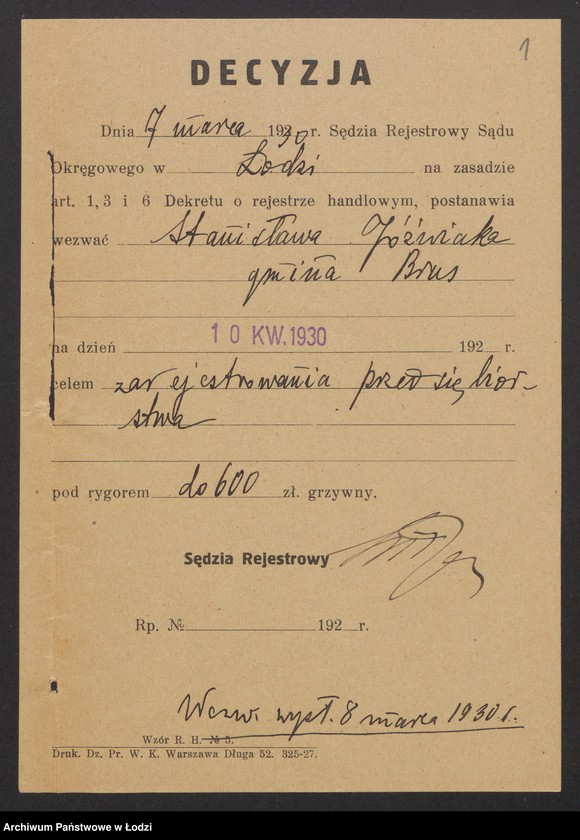 1
DECYZJA
Dnia 7 marca 1930 r. Sędzia Rejestrowy Sądu
Okręgowego w Łodzi na zasadzie
art. 1, 3 i 6 Dekretu o rejestrze handlowym, postanawia
wezwać Stanisława Jóźwiaka
gmina Brus
na dzień 10 KW. 1930 192 r.
celem zarejestrowania przedsiębior-
stwa
pod rygorem do 600 zł. grzywny.
Sędzia Rejestrowy
Rp. № 192 r.
Wezw. wysł. 8 marca 1930 r.
Wzór R. H. № 5.
Druk. Dz. Pr. W. K. Warszawa Długa 52. 325-27.
Archiwum Państwowe w Łodzi